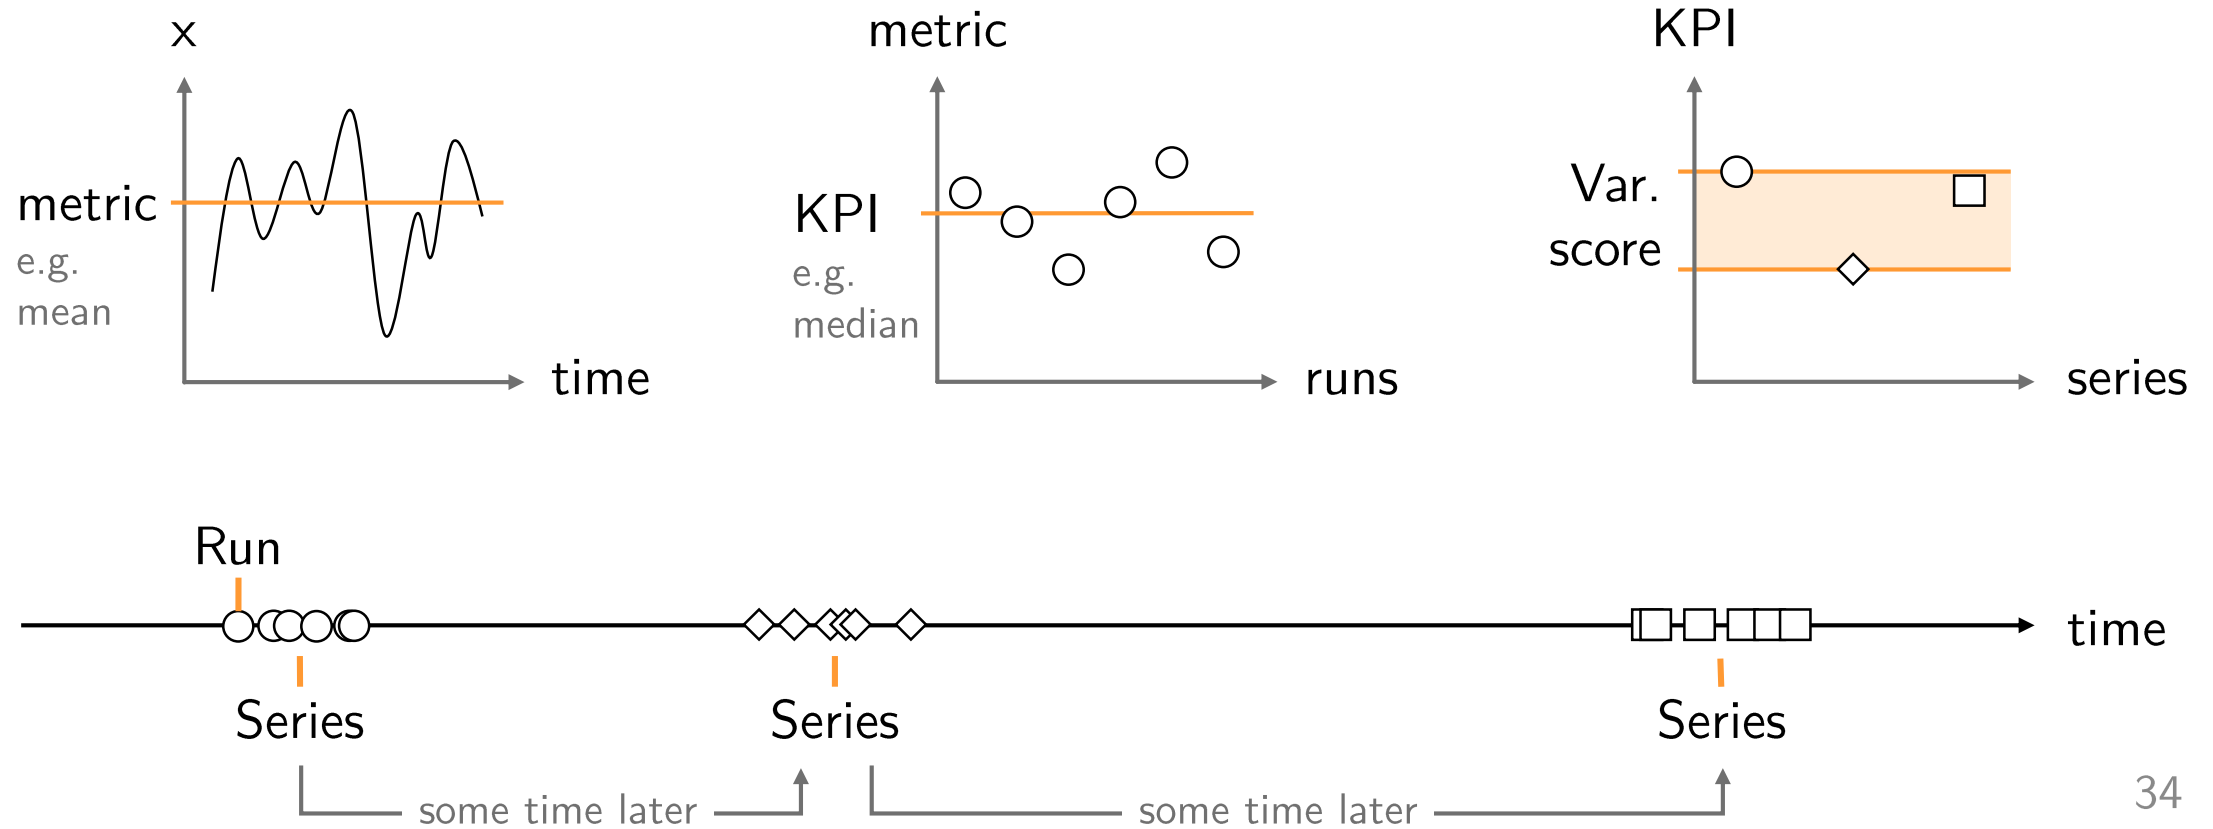 x
metric
e.g.
mean
time
metric
KPI
e.g.
median
runs
KPI
Var.
score
series
Run
time
Series
Series
Series
some time later
some time later
34